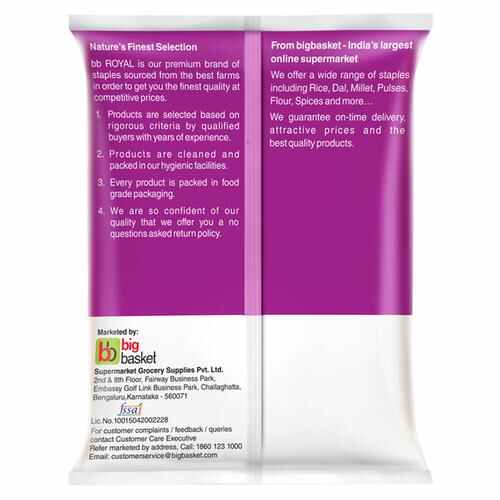 Nature's Finest Selection
bb ROYAL is our premium brand of
staples sourced from the best farms
in order to get you the finest quality at
competitive prices.
1. Products are selected based on
rigorous criteria by qualified
buyers with years of experience.
2. Products are cleaned and
packed in our hygienic facilities.
3. Every product is packed in food
grade packaging.
4. We are so confident of our
quality that we offer you a no
questions asked return policy.
From bigbasket - India's largest
online supermarket
We offer a wide range of staples
including Rice, Dal, Millet, Pulses,
Flour, Spices and more...
We guarantee on-time delivery,
attractive prices and the
best quality products.
Marketed by:
bb big
basket
Supermarket Grocery Supplies Pvt. Ltd.
2nd & 8th Floor, Fairway Business Park,
Embassy Golf Link Business Park, Challaghatta,
Bengaluru,Karnataka - 560071
fssai
Lic.No.10015042002228
For customer complaints / feedback / queries
contact Customer Care Executive
Refer marketed by address, Call: 1860 123 1000
Email: customerservice@bigbasket.com